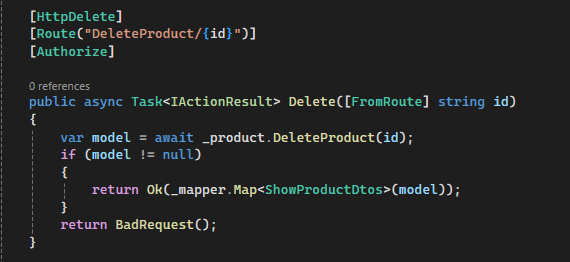 [HttpDelete]
[Route("DeleteProduct/{id}")]
[Authorize]
0 references
public async Task<IActionResult> Delete([FromRoute] string id)
{
var model = await _product.DeleteProduct(id);
if (model != null)
{
return Ok(_mapper.Map<ShowProductDtos>(model));
}
return BadRequest();
}